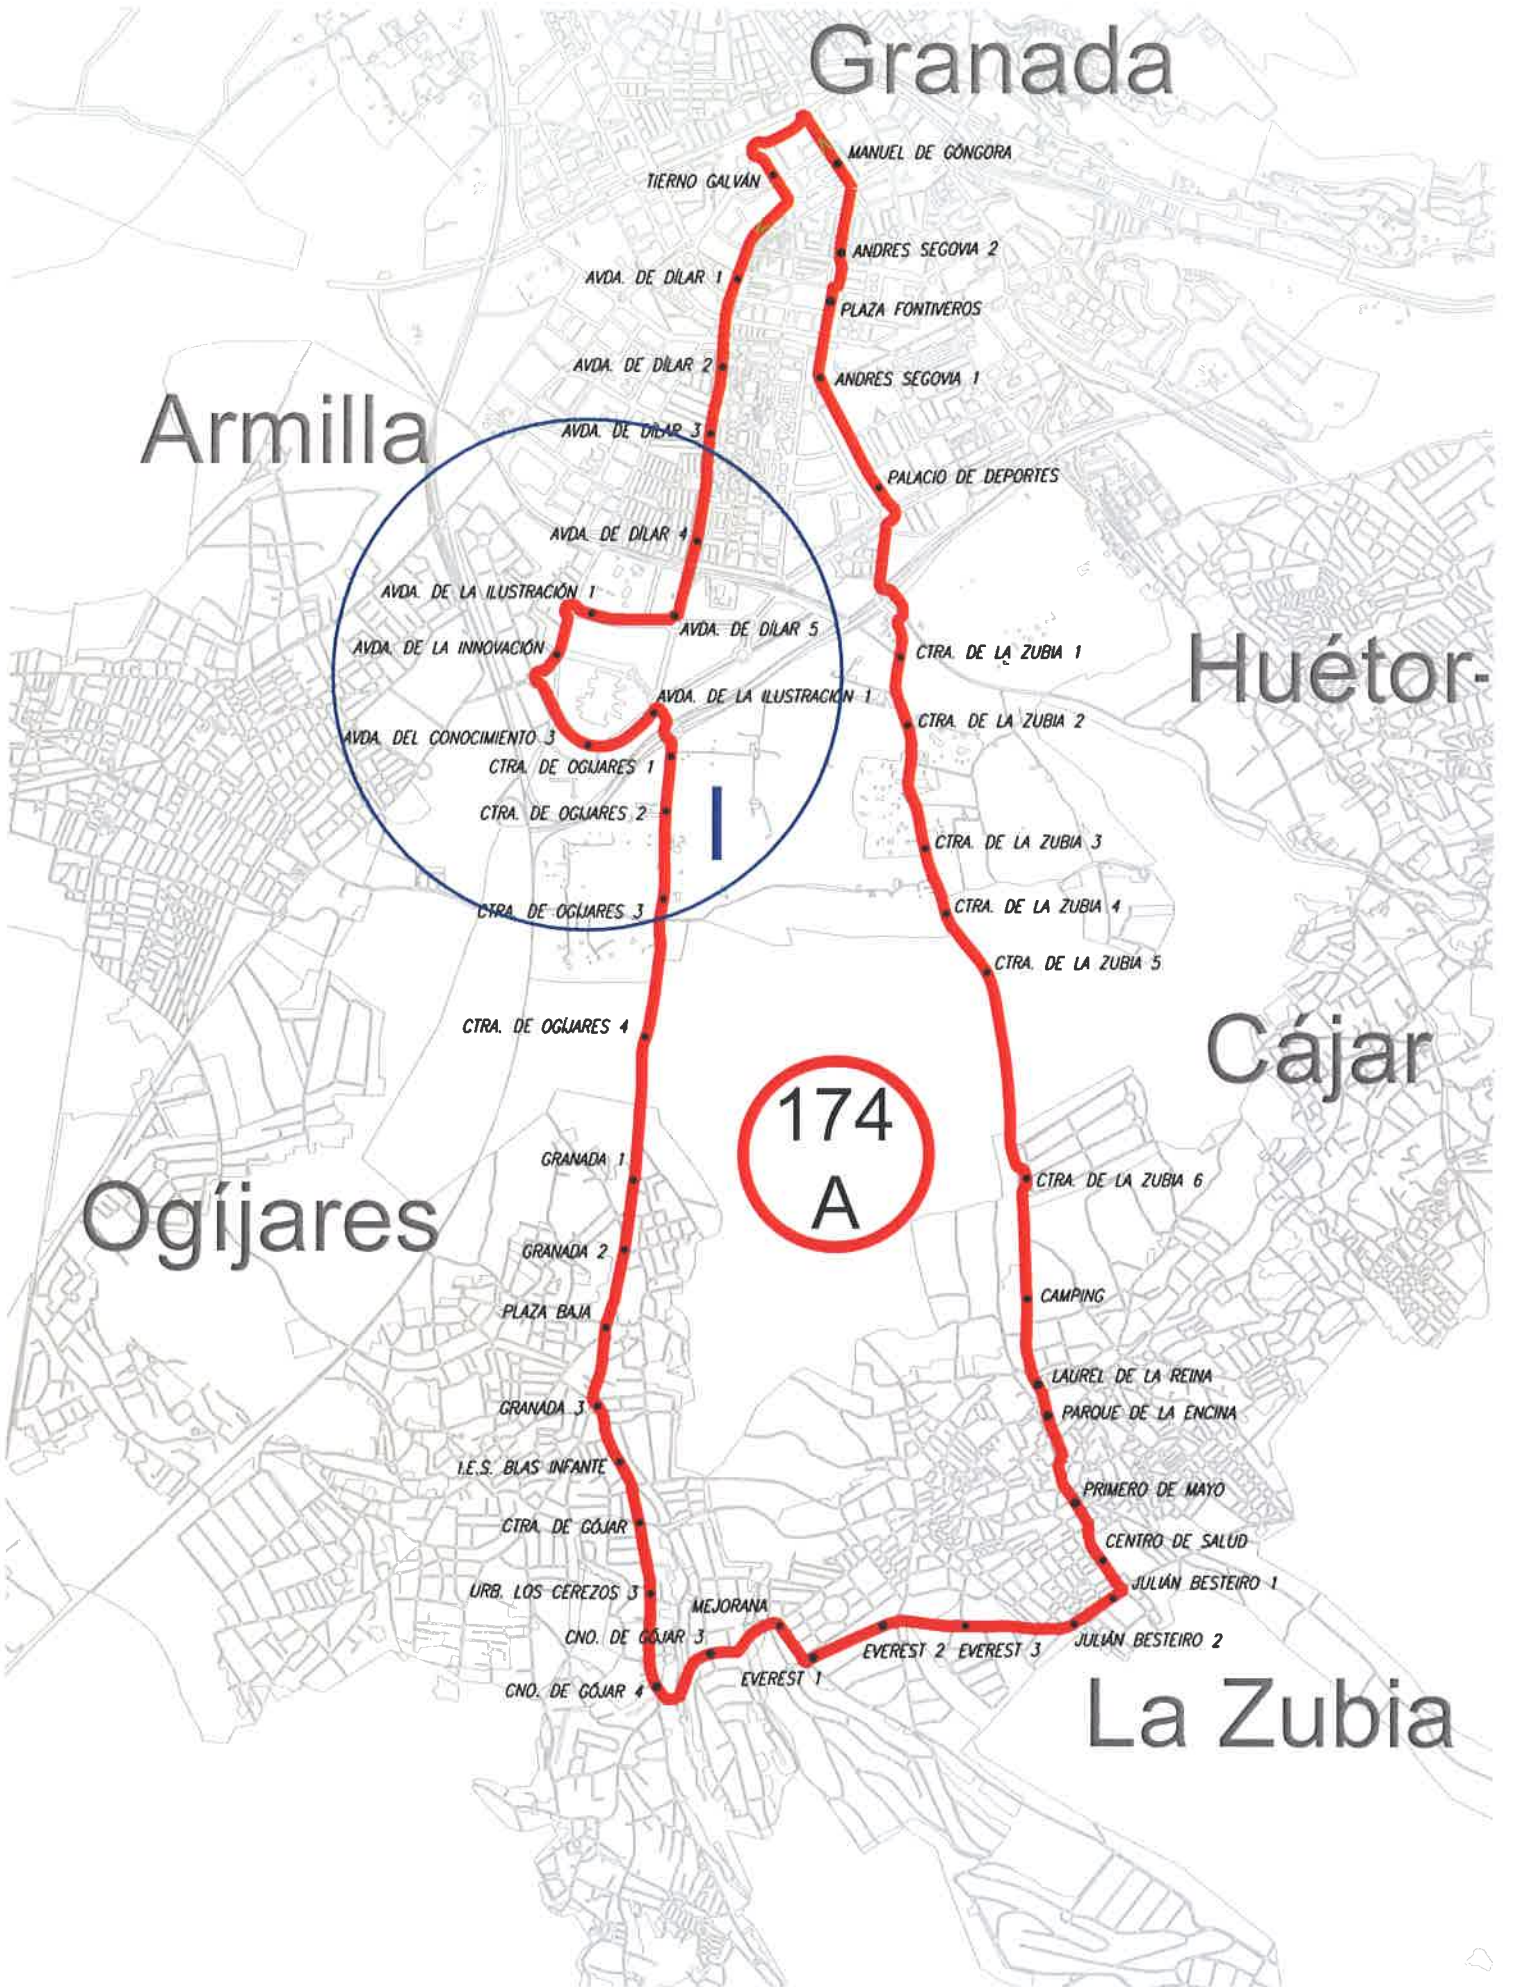 Granada
MANUEL DE GÓNGORA
TIERNO GALVÁN
ANDRES SEGOVIA 2
AVDA. DE DÍLAR 1
PLAZA FONTIVEROS
AVDA. DE DÍLAR 2
ANDRES SEGOVIA 1
Armilla
AVDA. DE DÍLAR 3
PALACIO DE DEPORTES
AVDA. DE DÍLAR 4
AVDA. DE LA ILUSTRACIÓN 1
AVDA. DE DÍLAR 5
AVDA. DE LA INNOVACIÓN
CTRA. DE LA ZUBIA 1
Huétor-
AVDA. DE LA ILUSTRACIÓN 1
CTRA. DE LA ZUBIA 2
AVDA. DEL CONOCIMIENTO 3
CTRA. DE OGÍJARES 1
CTRA. DE OGÍJARES 2
I
CTRA. DE LA ZUBIA 3
CTRA. DE OGÍJARES 3
CTRA. DE LA ZUBIA 4
CTRA. DE LA ZUBIA 5
CTRA. DE OGÍJARES 4
Cájar
174
A
GRANADA 1
CTRA. DE LA ZUBIA 6
Ogíjares
GRANADA 2
CAMPING
PLAZA BAJA
LAUREL DE LA REINA
GRANADA 3
PARQUE DE LA ENCINA
I.E.S. BLAS INFANTE
PRIMERO DE MAYO
CTRA. DE GÓJAR
CENTRO DE SALUD
JULIÁN BESTEIRO 1
URB. LOS CEREZOS 3
MEJORANA
CNO. DE GÓJAR 3
JULIÁN BESTEIRO 2
EVEREST 2
EVEREST 3
EVEREST 1
CNO. DE GÓJAR 4
La Zubia